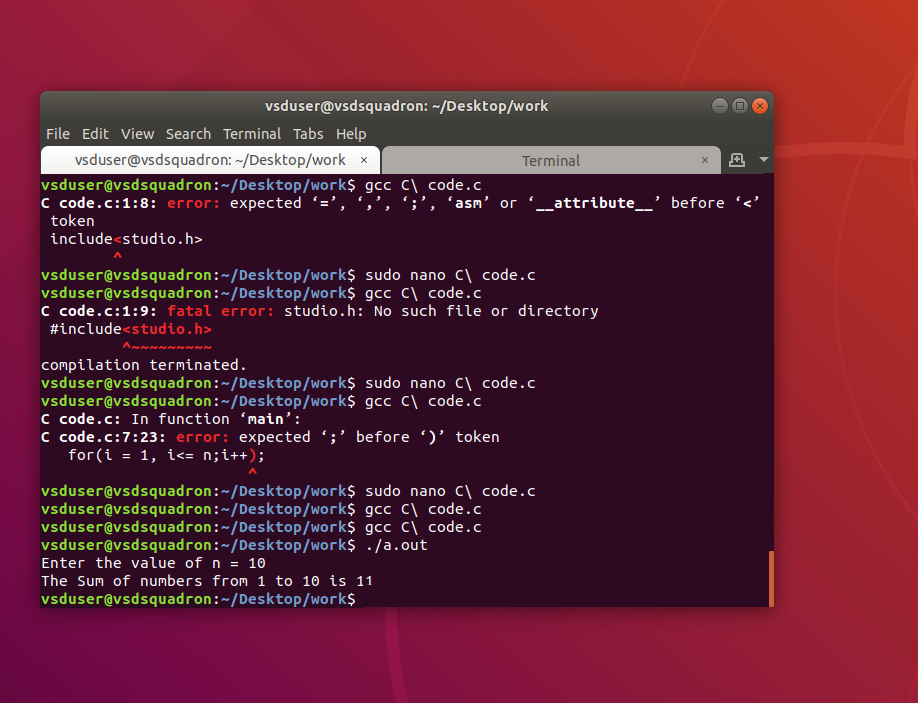 vsduser@vsdsquadron: ~/Desktop/work
File Edit View Search Terminal Tabs Help
vsduser@vsdsquadron: ~/Desktop/work × Terminal ×
vsduser@vsdsquadron:~/Desktop/work$ gcc C\ code.c
C code.c:1:8: error: expected ‘=’, ‘,’, ‘;’, ‘asm’ or ‘__attribute__’ before ‘<’
token
include<studio.h>
^
vsduser@vsdsquadron:~/Desktop/work$ sudo nano C\ code.c
vsduser@vsdsquadron:~/Desktop/work$ gcc C\ code.c
C code.c:1:9: fatal error: studio.h: No such file or directory
#include<studio.h>
^~~~~~~~~~
compilation terminated.
vsduser@vsdsquadron:~/Desktop/work$ sudo nano C\ code.c
vsduser@vsdsquadron:~/Desktop/work$ gcc C\ code.c
C code.c: In function ‘main’:
C code.c:7:23: error: expected ‘;’ before ‘)’ token
for(i = 1, i<= n;i++);
^
vsduser@vsdsquadron:~/Desktop/work$ sudo nano C\ code.c
vsduser@vsdsquadron:~/Desktop/work$ gcc C\ code.c
vsduser@vsdsquadron:~/Desktop/work$ gcc C\ code.c
vsduser@vsdsquadron:~/Desktop/work$ ./a.out
Enter the value of n = 10
The Sum of numbers from 1 to 10 is 11
vsduser@vsdsquadron:~/Desktop/work$